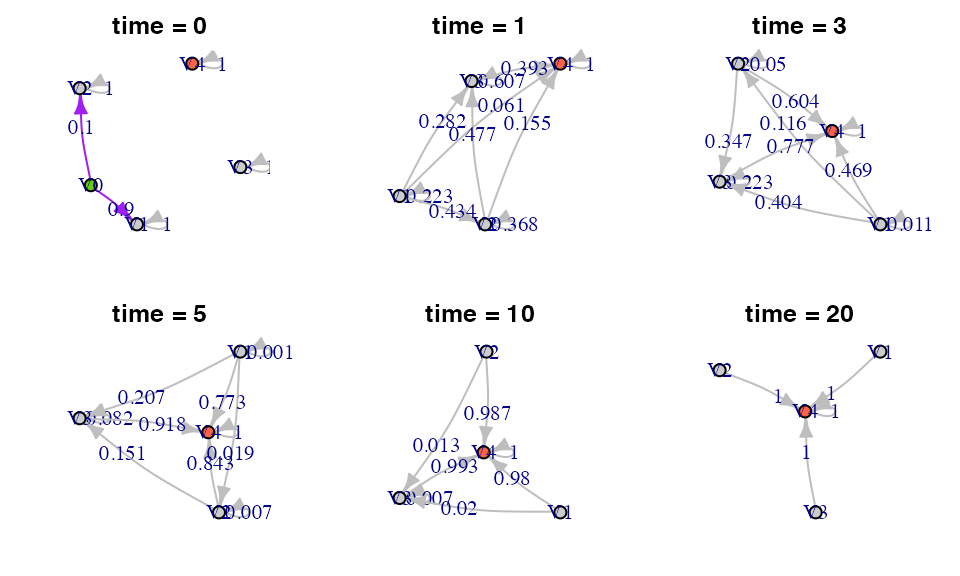 time = 0
V4 1
V2 1
0.1
V3 1
V0
0.9
V1 1
time = 1
V4 1
0.393
V3 0.607
0.061
0.282
0.155
0.477
V1 0.223
0.434
V2 0.368
time = 3
V2 0.05
0.604
0.116
V4 1
0.347
0.777
0.469
V3 0.223
0.404
V1 0.011
time = 5
V1 0.001
0.207
0.773
V3 0.082
0.918
V4 1
0.151
0.019
0.843
V2 0.007
time = 10
V2
0.987
0.013
V4 1
0.993
0.98
V3 0.007
0.02
V1
time = 20
V1
V2
1
1
V4 1
1
V3